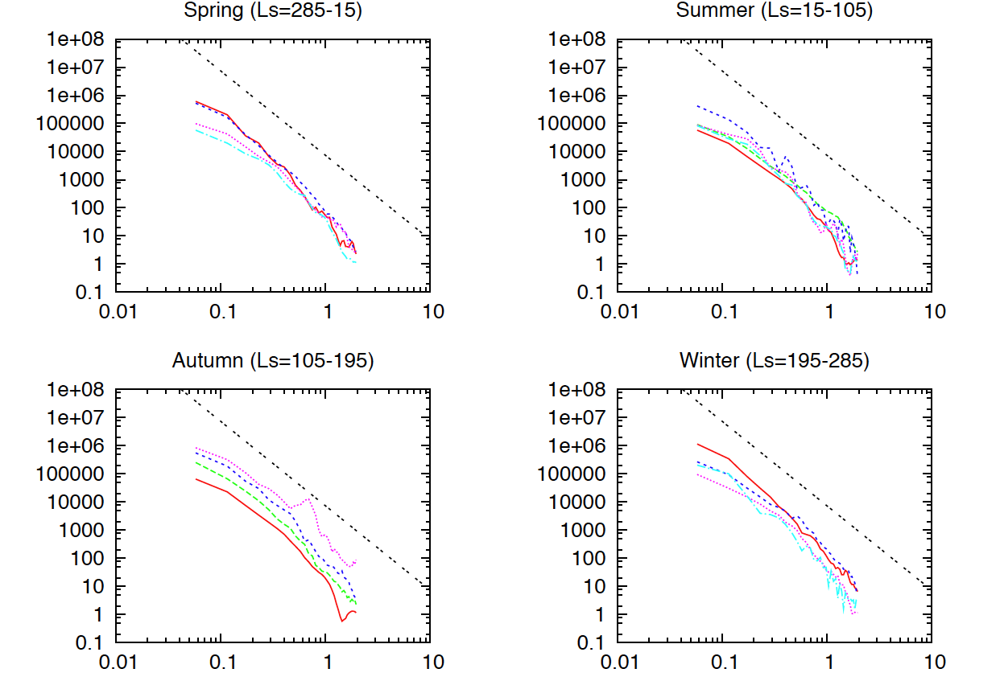 Spring (Ls=285-15)
1e+08
1e+07
1e+06
100000
10000
1000
100
10
1
0.1
0.01 0.1 1 10
Summer (Ls=15-105)
1e+08
1e+07
1e+06
100000
10000
1000
100
10
1
0.1
0.01 0.1 1 10
Autumn (Ls=105-195)
1e+08
1e+07
1e+06
100000
10000
1000
100
10
1
0.1
0.01 0.1 1 10
Winter (Ls=195-285)
1e+08
1e+07
1e+06
100000
10000
1000
100
10
1
0.1
0.01 0.1 1 10